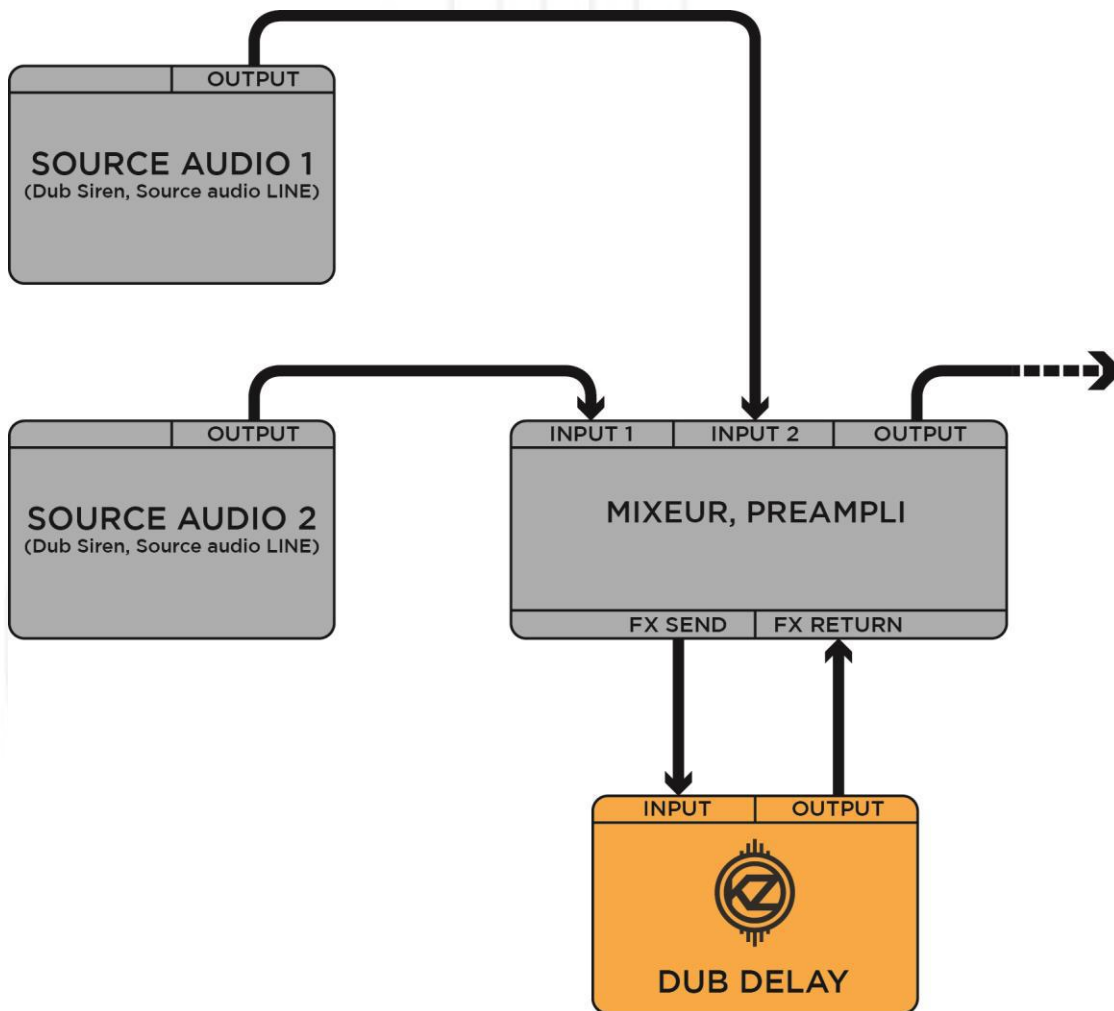 OUTPUT
SOURCE AUDIO 1
(Dub Siren, Source audio LINE)
OUTPUT
SOURCE AUDIO 2
(Dub Siren, Source audio LINE)
INPUT 1
INPUT 2
OUTPUT
MIXEUR, PREAMPLI
FX SEND
FX RETURN
INPUT
OUTPUT
KZ
DUB DELAY